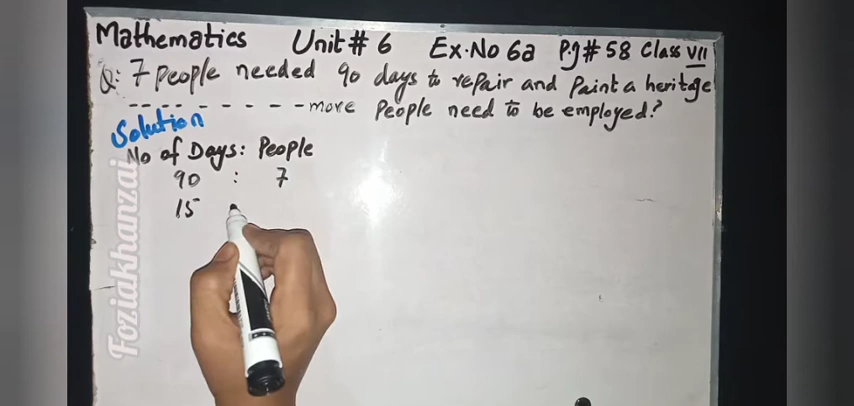 Mathematics Unit # 6 Ex.No 6a Pg# 58 Class VII
Q: 7 People needed 90 days to repair and Paint a heritage
- - - - - - - - - more People need to be employed?
Solution
No of Days: People
90 : 7
15
Foziakhanzai